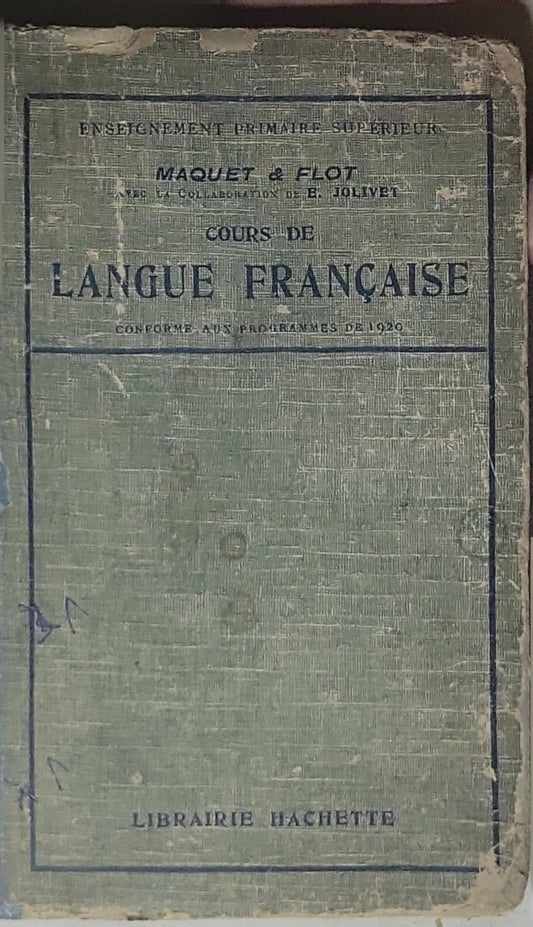 ENSEIGNEMENT PRIMAIRE SUPÉRIEUR
MAQUET & FLOT
AVEC LA COLLABORATION DE E. JOLIVET
COURS DE
LANGUE FRANÇAISE
CONFORME AUX PROGRAMMES DE 1920
LIBRAIRIE HACHETTE